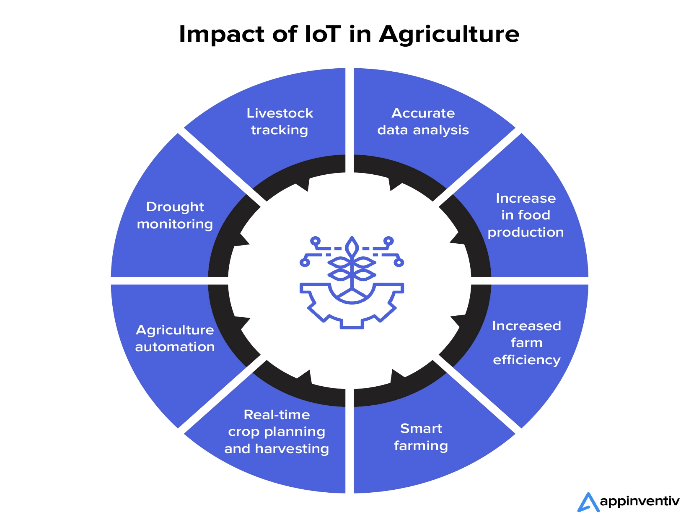 Impact of IoT in Agriculture
Livestock
tracking
Accurate
data analysis
Increase
in food
production
Increased
farm
efficiency
Smart
farming
Real-time
crop planning
and harvesting
Agriculture
automation
Drought
monitoring
appinventiv